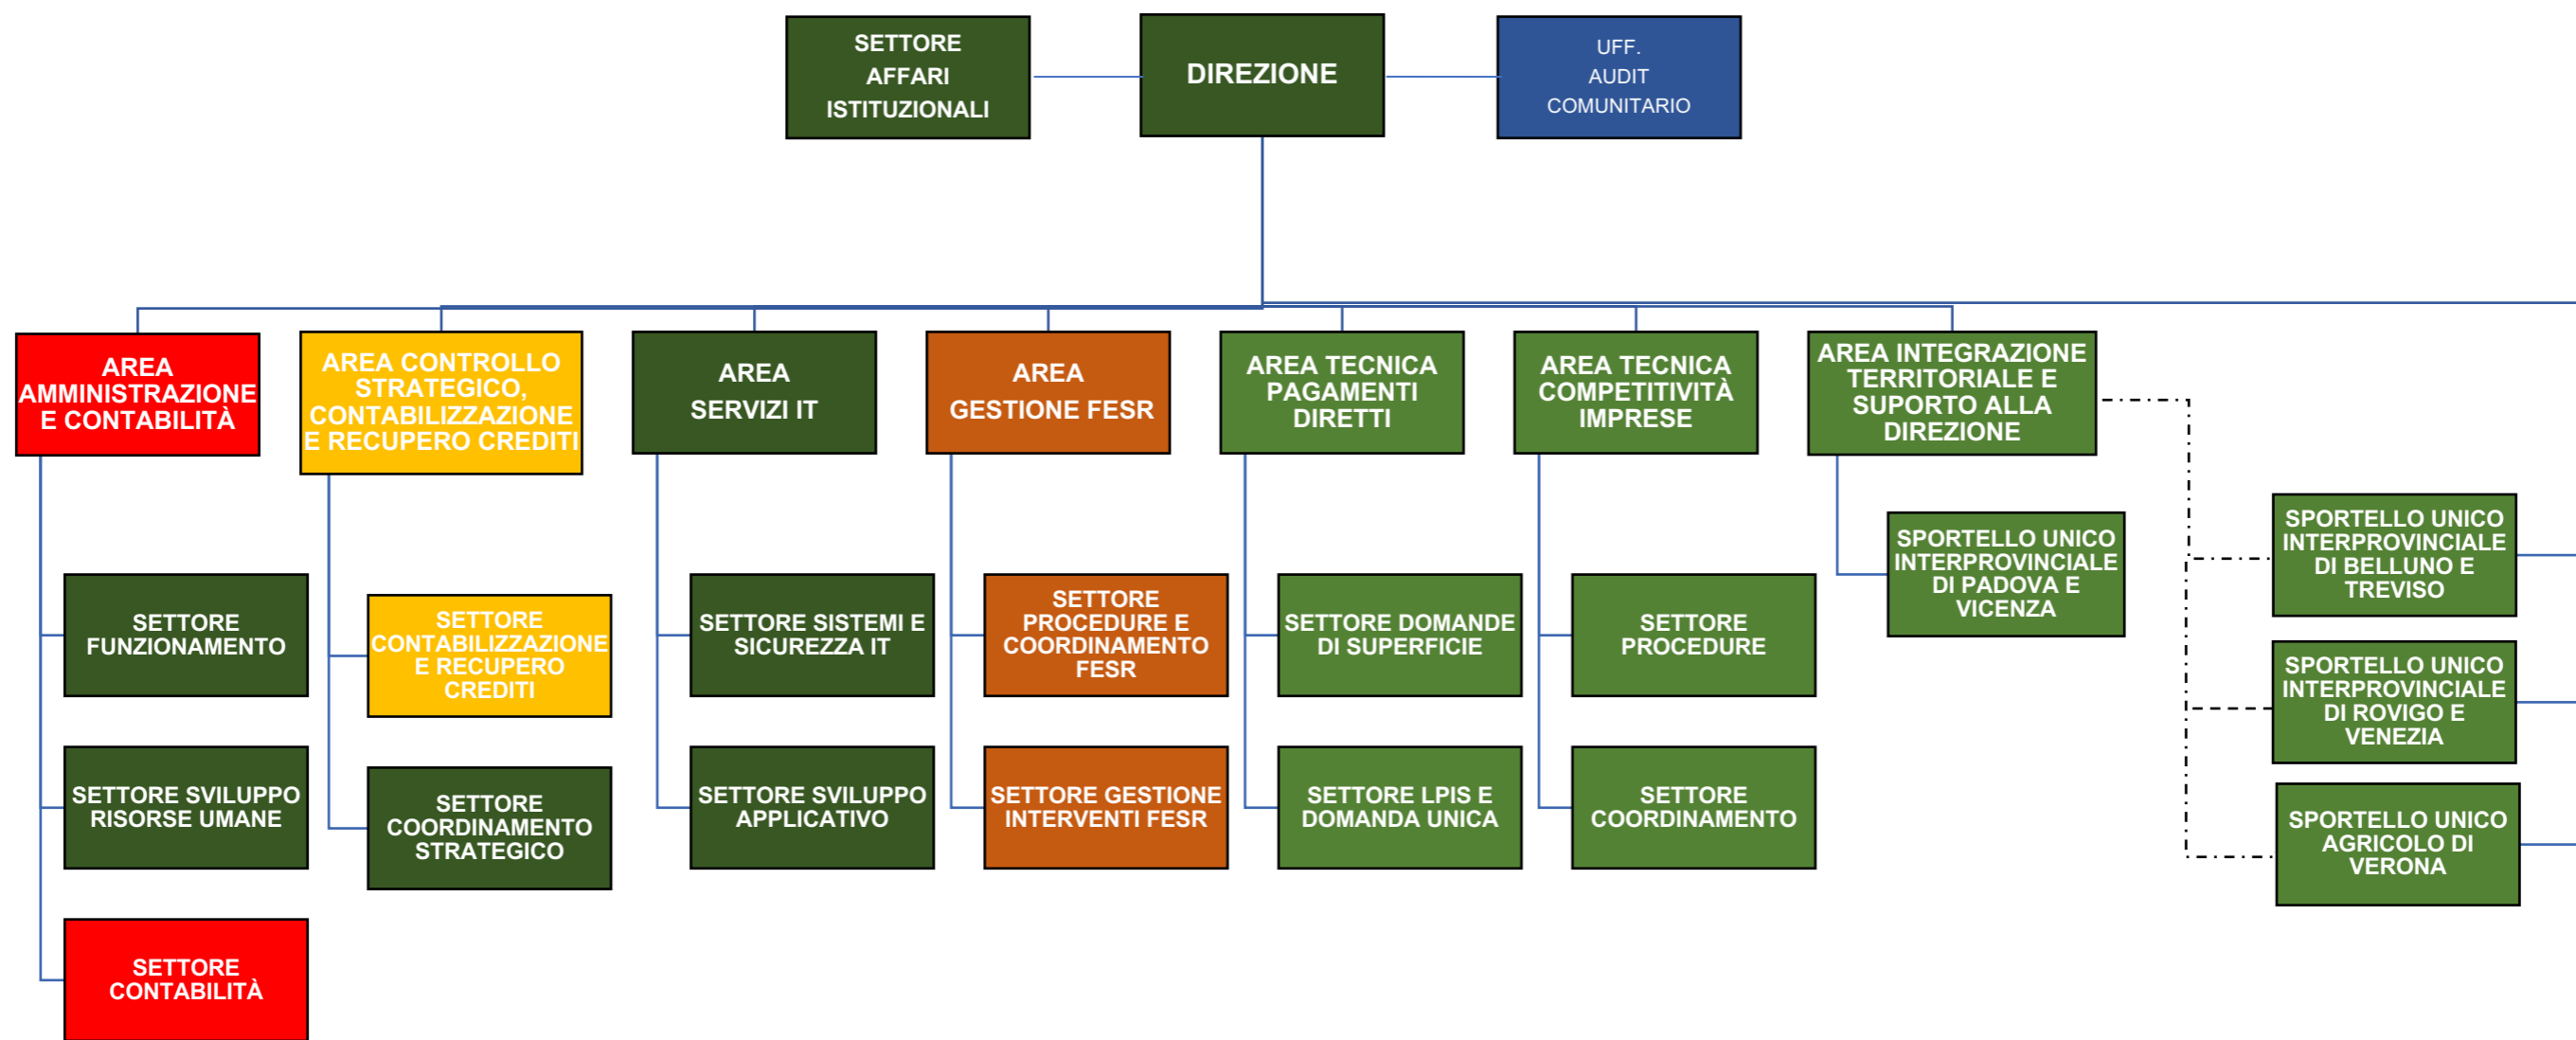 SETTORE
AFFARI
ISTITUZIONALI
DIREZIONE
UFF.
AUDIT
COMUNITARIO
AREA
AMMINISTRAZIONE
E CONTABILITÀ
AREA CONTROLLO
STRATEGICO,
CONTABILIZZAZIONE
E RECUPERO CREDITI
AREA
SERVIZI IT
AREA
GESTIONE FESR
AREA TECNICA
PAGAMENTI
DIRETTI
AREA TECNICA
COMPETITIVITÀ
IMPRESE
AREA INTEGRAZIONE
TERRITORIALE E
SUPORTO ALLA
DIREZIONE
SETTORE
FUNZIONAMENTO
SETTORE
CONTABILIZZAZIONE
E RECUPERO
CREDITI
SETTORE SISTEMI E
SICUREZZA IT
SETTORE
PROCEDURE E
COORDINAMENTO
FESR
SETTORE DOMANDE
DI SUPERFICIE
SETTORE
PROCEDURE
SPORTELLO UNICO
INTERPROVINCIALE
DI PADOVA E
VICENZA
SPORTELLO UNICO
INTERPROVINCIALE
DI BELLUNO E
TREVISO
SPORTELLO UNICO
INTERPROVINCIALE
DI ROVIGO E
VENEZIA
SETTORE SVILUPPO
RISORSE UMANE
SETTORE
COORDINAMENTO
STRATEGICO
SETTORE SVILUPPO
APPLICATIVO
SETTORE GESTIONE
INTERVENTI FESR
SETTORE LPIS E
DOMANDA UNICA
SETTORE
COORDINAMENTO
SPORTELLO UNICO
AGRICOLO DI
VERONA
SETTORE
CONTABILITÀ